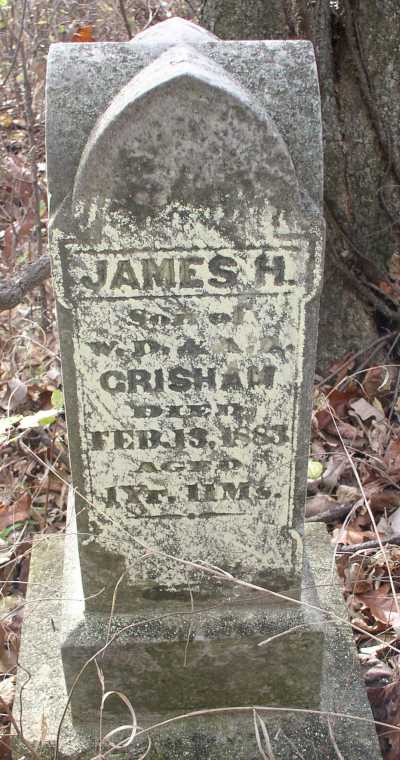 JAMES H.
Son of
W. D. & A. A.
GRISHAM
DIED
FEB. 13, 1883
AGED
1Yr. 11Ms.